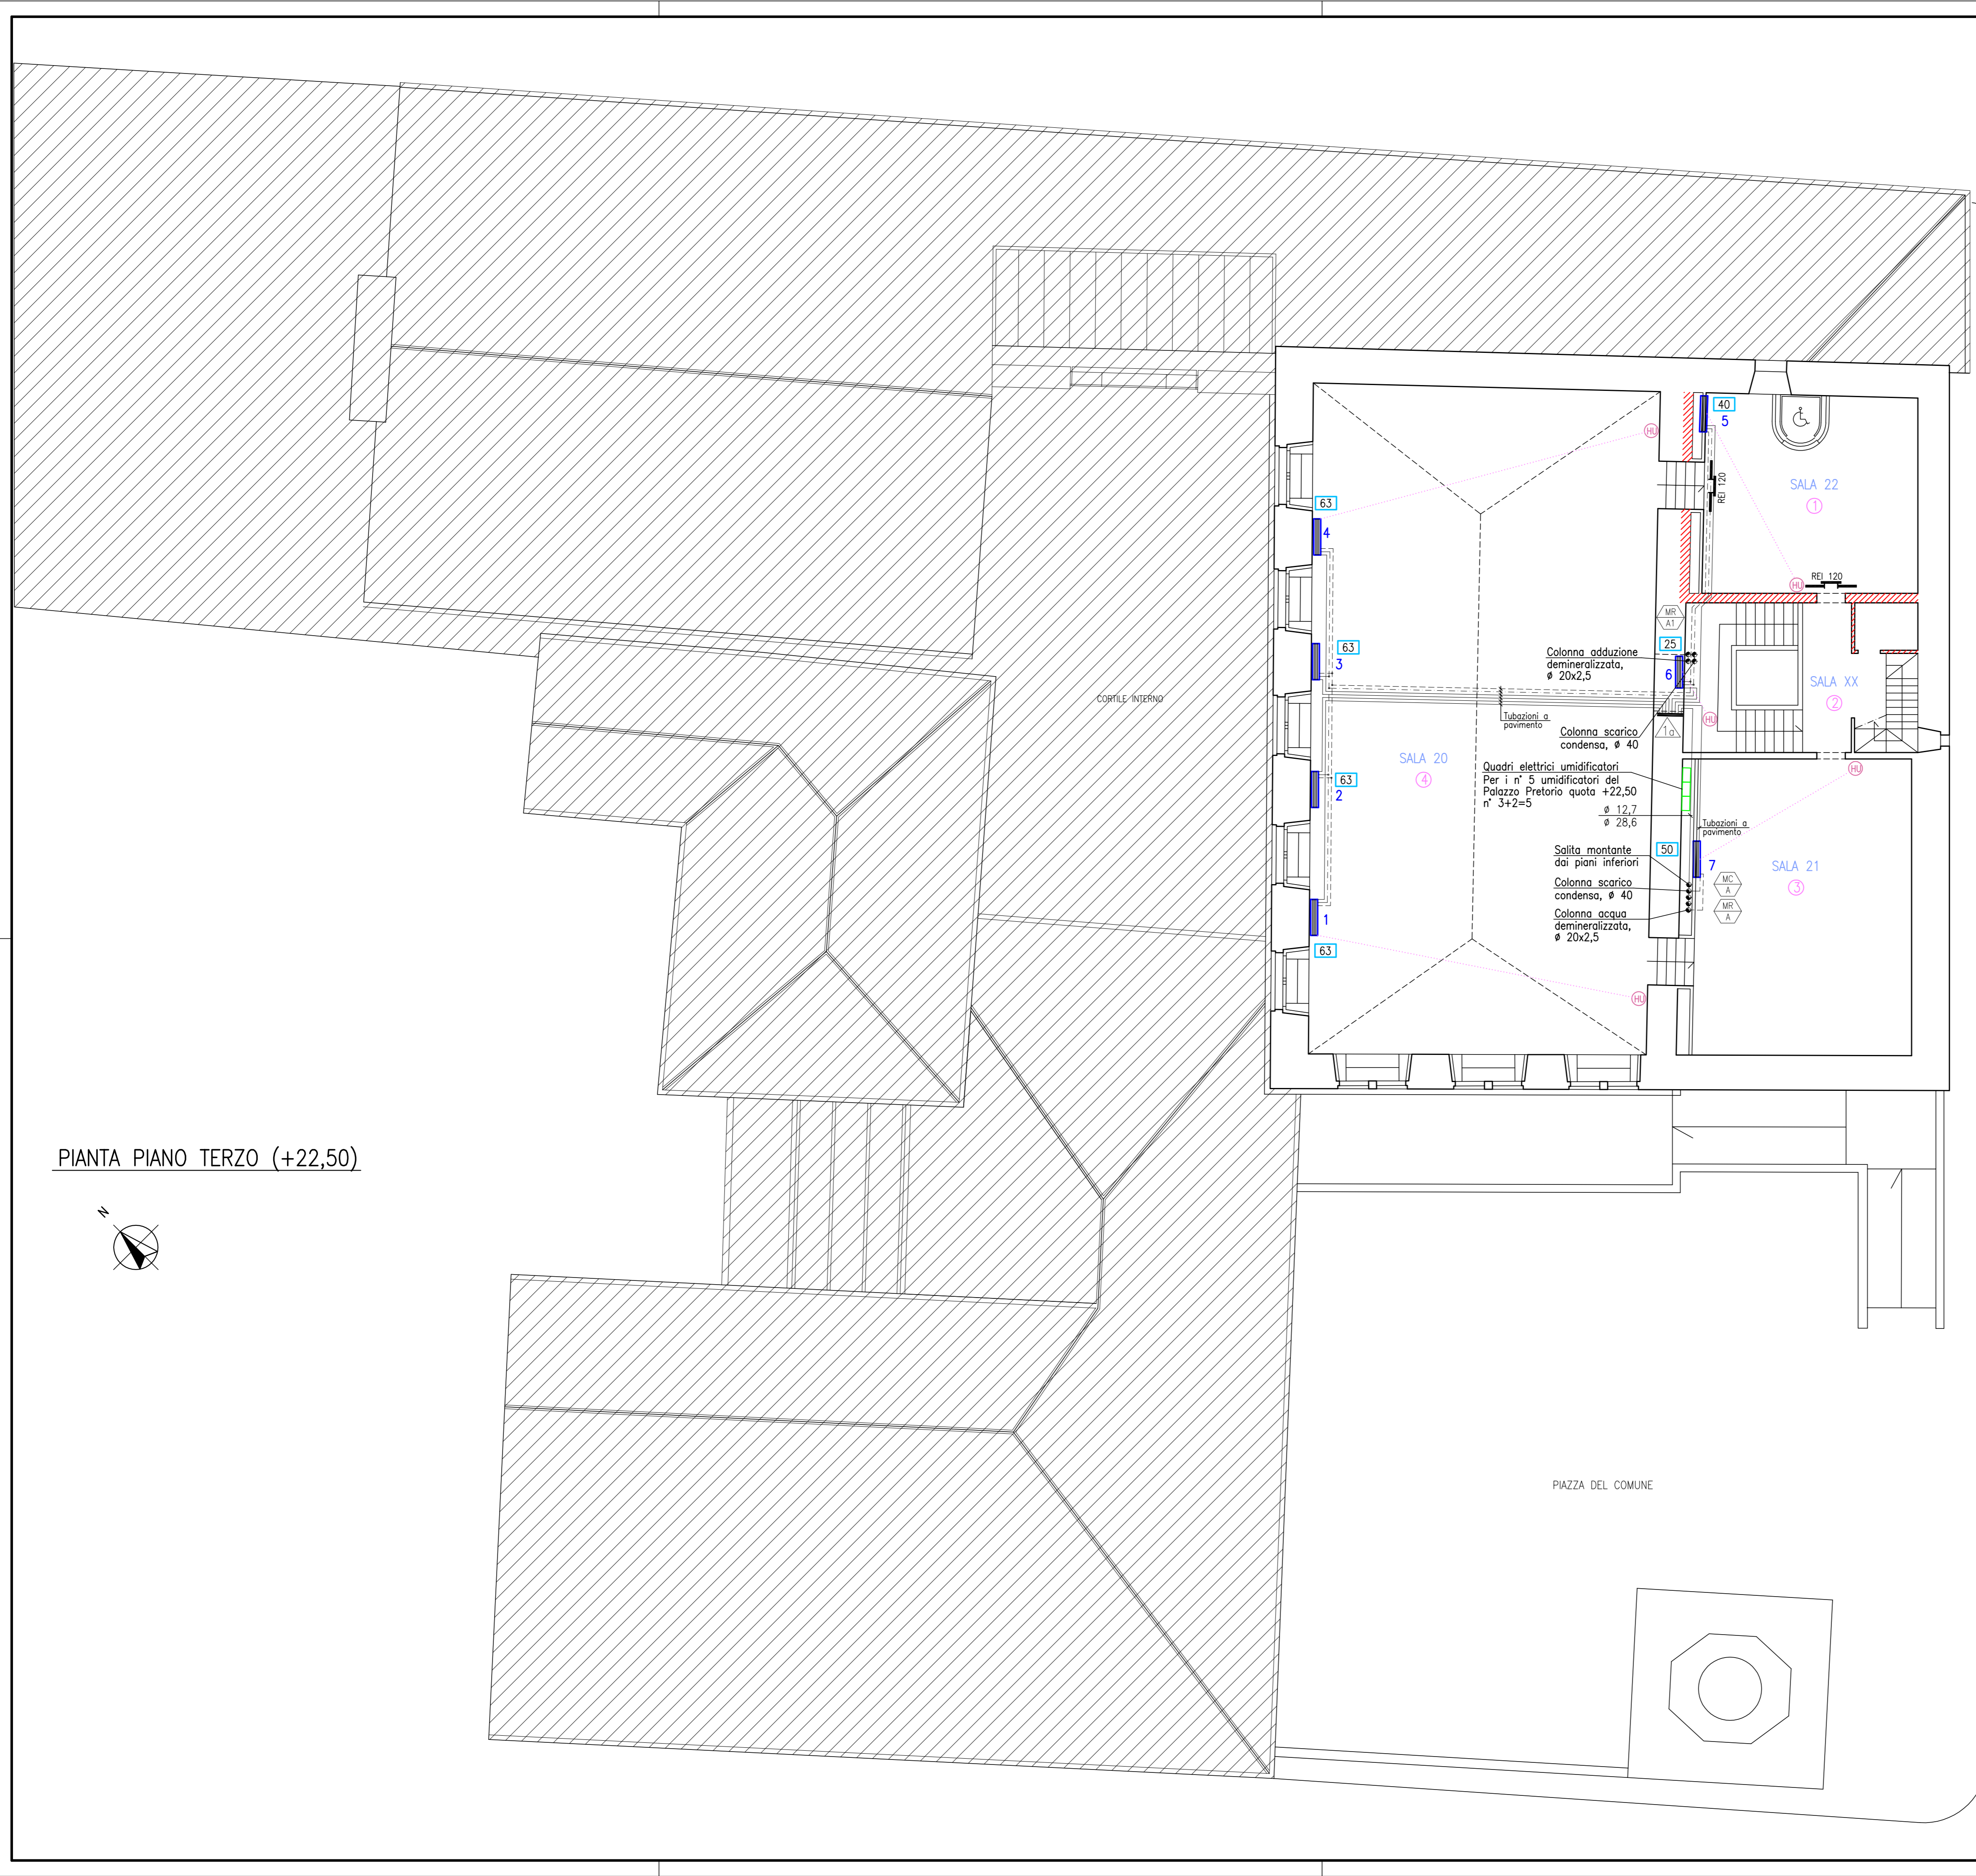 40
5
REI 120
SALA 22
1
HU
63
4
HU
REI 120
MR
A1
25
63
3
Colonna adduzione
demineralizzata,
ø 20x2,5
6
SALA XX
2
CORTILE INTERNO
Tubazioni a
pavimento
HU
1a
Colonna scarico
condensa, ø 40
SALA 20
4
Quadri elettrici umidificatori
Per i n° 5 umidificatori del
Palazzo Pretorio quota +22,50
n° 3+2=5
HU
63
2
ø 12,7
ø 28,6
Tubazioni a
pavimento
50
Salita montante
dai piani inferiori
7
SALA 21
3
MC
A
Colonna scarico
condensa, ø 40
MR
A
Colonna acqua
demineralizzata,
ø 20x2,5
1
63
HU
PIANTA PIANO TERZO (+22,50)
N
PIAZZA DEL COMUNE